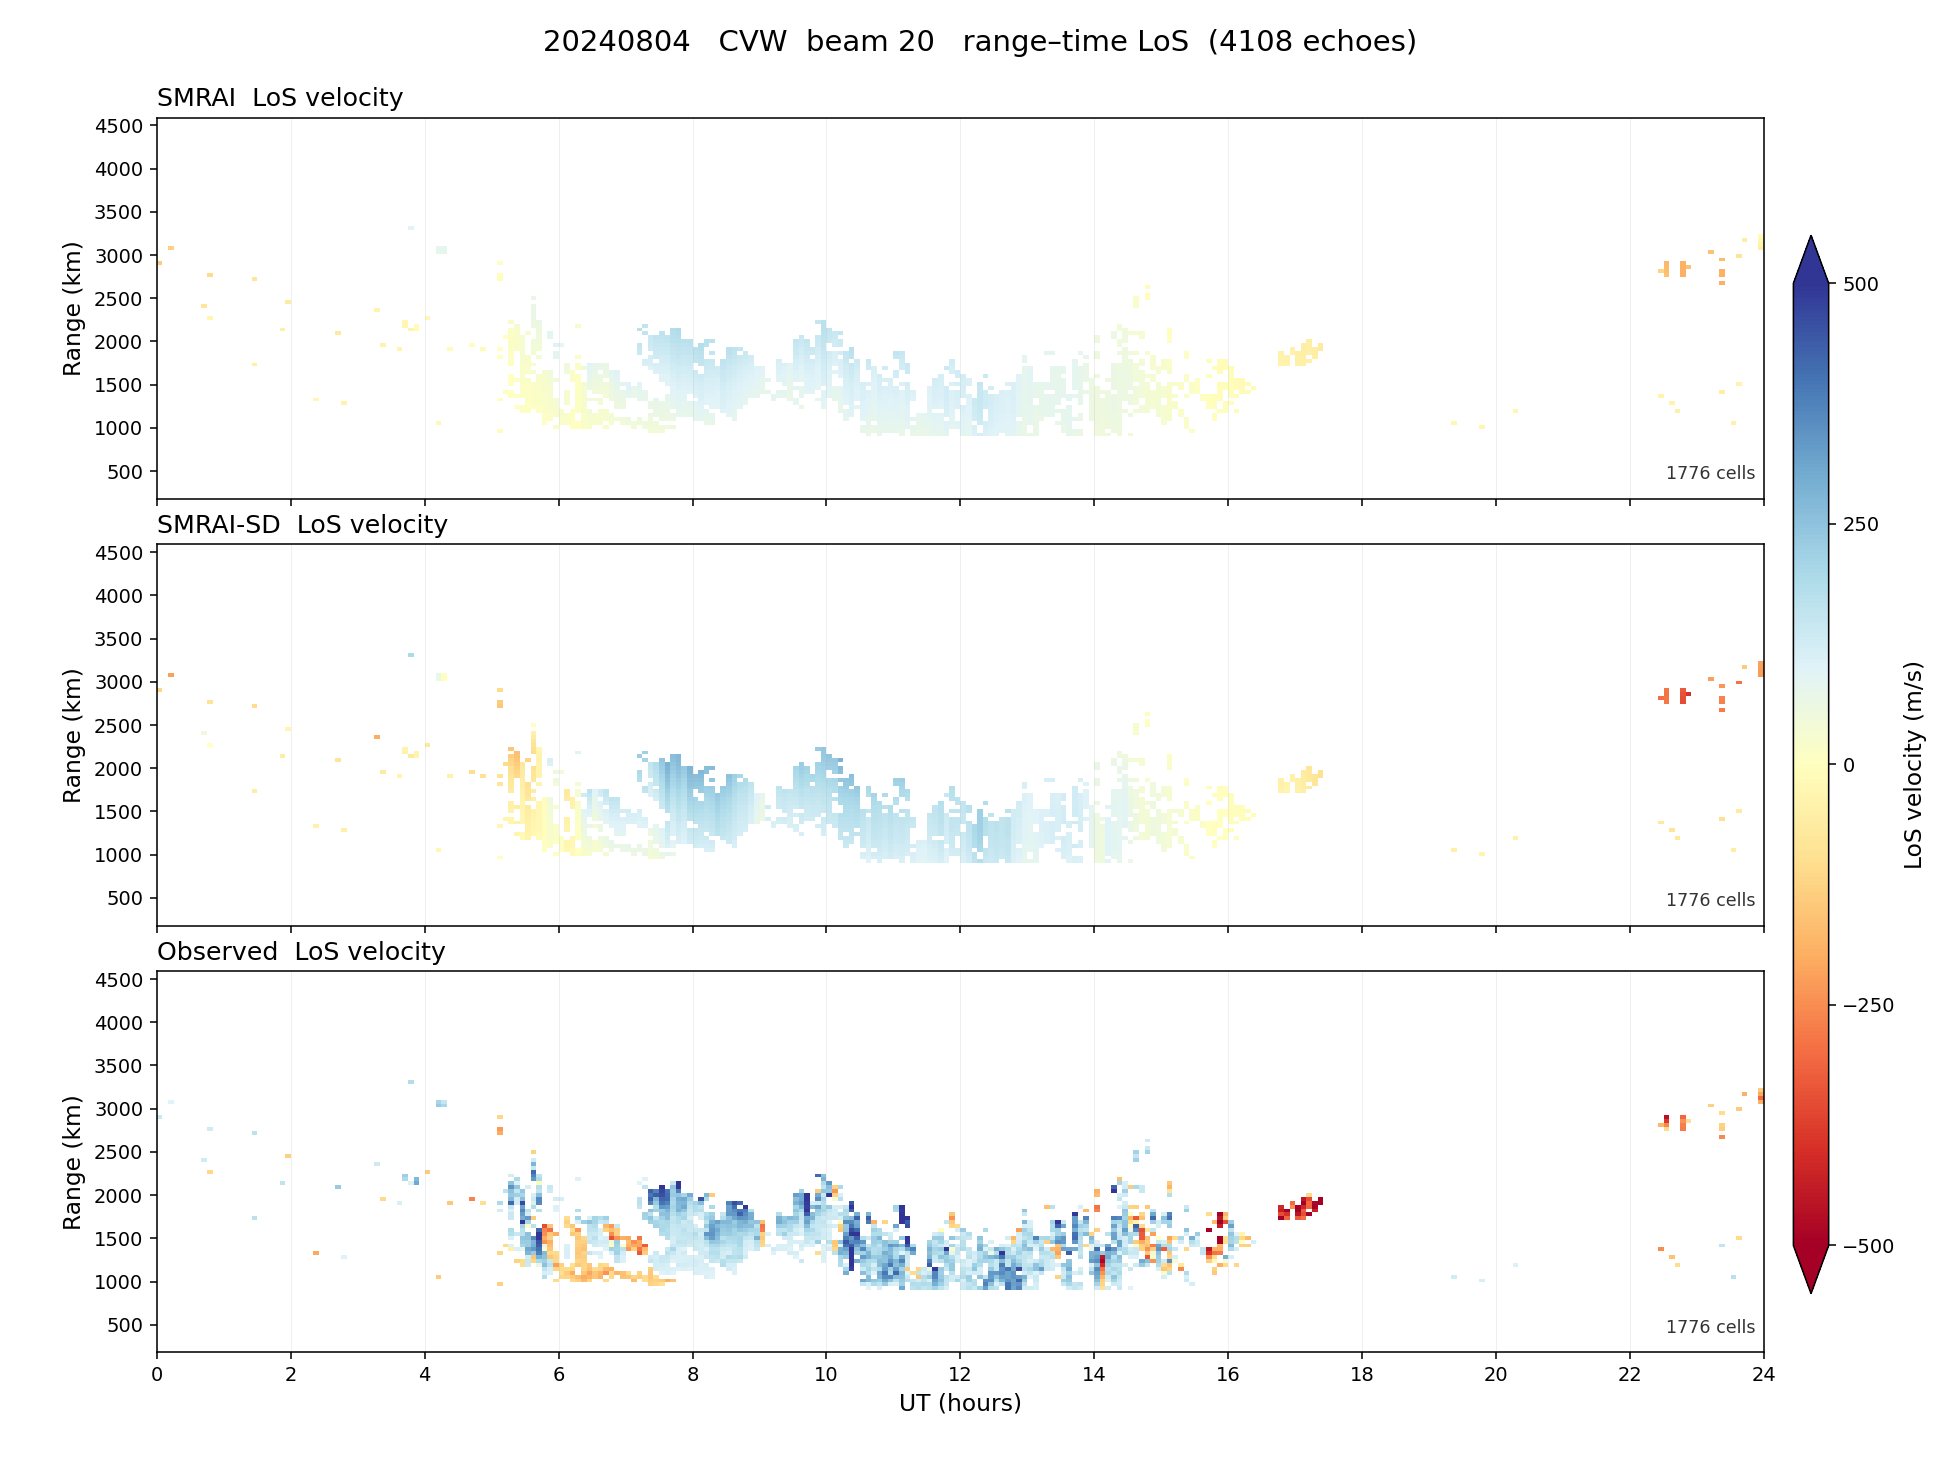 20240804   CVW  beam 20   range–time LoS  (4108 echoes)
SMRAI  LoS velocity
4500
4000
3500
3000
2500
2000
1500
1000
500
Range (km)
1776 cells
SMRAI-SD  LoS velocity
4500
4000
3500
3000
2500
2000
1500
1000
500
Range (km)
1776 cells
Observed  LoS velocity
4500
4000
3500
3000
2500
2000
1500
1000
500
Range (km)
1776 cells
0 2 4 6 8 10 12 14 16 18 20 22 24
UT (hours)
500
250
0
−250
−500
LoS velocity (m/s)